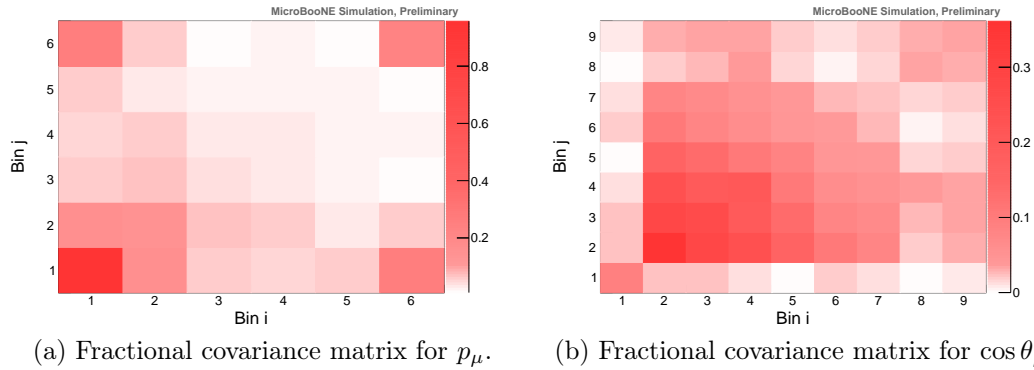 MicroBooNE Simulation, Preliminary
6
5
4
3
2
1
Bin j
1 2 3 4 5 6
Bin i
0.8
0.6
0.4
0.2
(a) Fractional covariance matrix for pμ.
MicroBooNE Simulation, Preliminary
9
8
7
6
5
4
3
2
1
Bin j
1 2 3 4 5 6 7 8 9
Bin i
0.3
0.2
0.1
0
(b) Fractional covariance matrix for cos θ